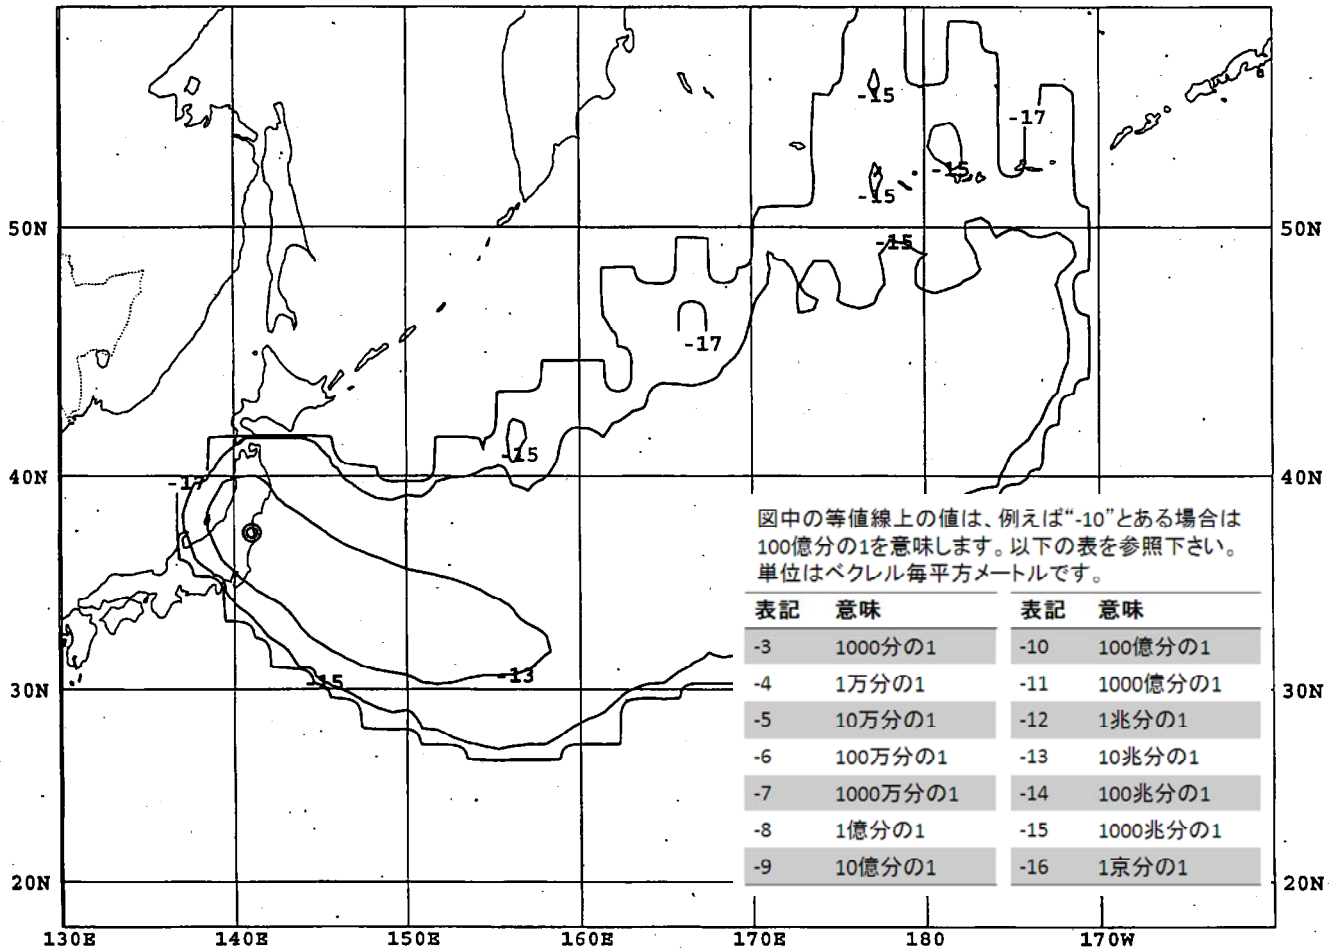 -15
-17
-15
-15
50N
-15
50N
-17
-15
40N
-17
40N
図中の等値線上の値は、例えば“-10”とある場合は
100億分の1を意味します。以下の表を参照下さい。
単位はベクレル毎平方メートルです。
表記 意味 表記 意味
-3 1000分の1 -10 100億分の1
-4 1万分の1 -11 1000億分の1
-5 10万分の1 -12 1兆分の1
-6 100万分の1 -13 10兆分の1
-7 1000万分の1 -14 100兆分の1
-8 1億分の1 -15 1000兆分の1
-9 10億分の1 -16 1京分の1
-13
-15
30N
30N
20N
20N
130E 140E 150E 160E 170E 180 170W